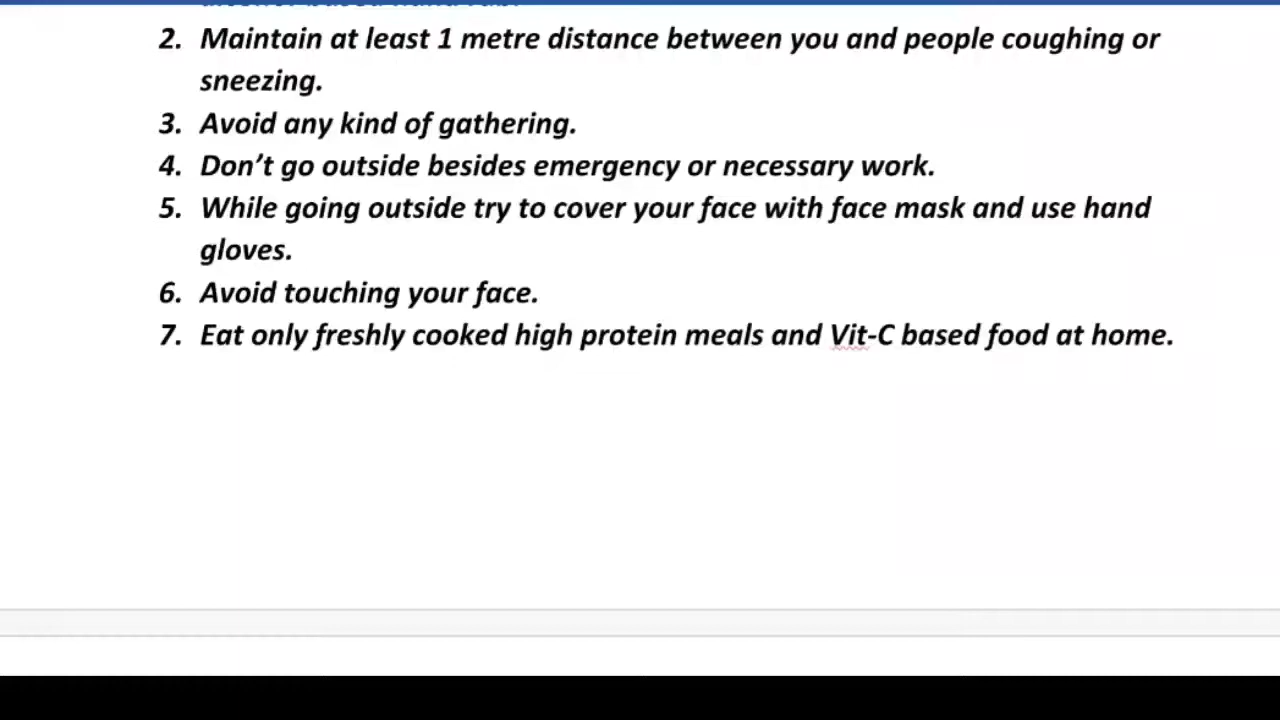 2. Maintain at least 1 metre distance between you and people coughing or
sneezing.
3. Avoid any kind of gathering.
4. Don’t go outside besides emergency or necessary work.
5. While going outside try to cover your face with face mask and use hand
gloves.
6. Avoid touching your face.
7. Eat only freshly cooked high protein meals and Vit-C based food at home.